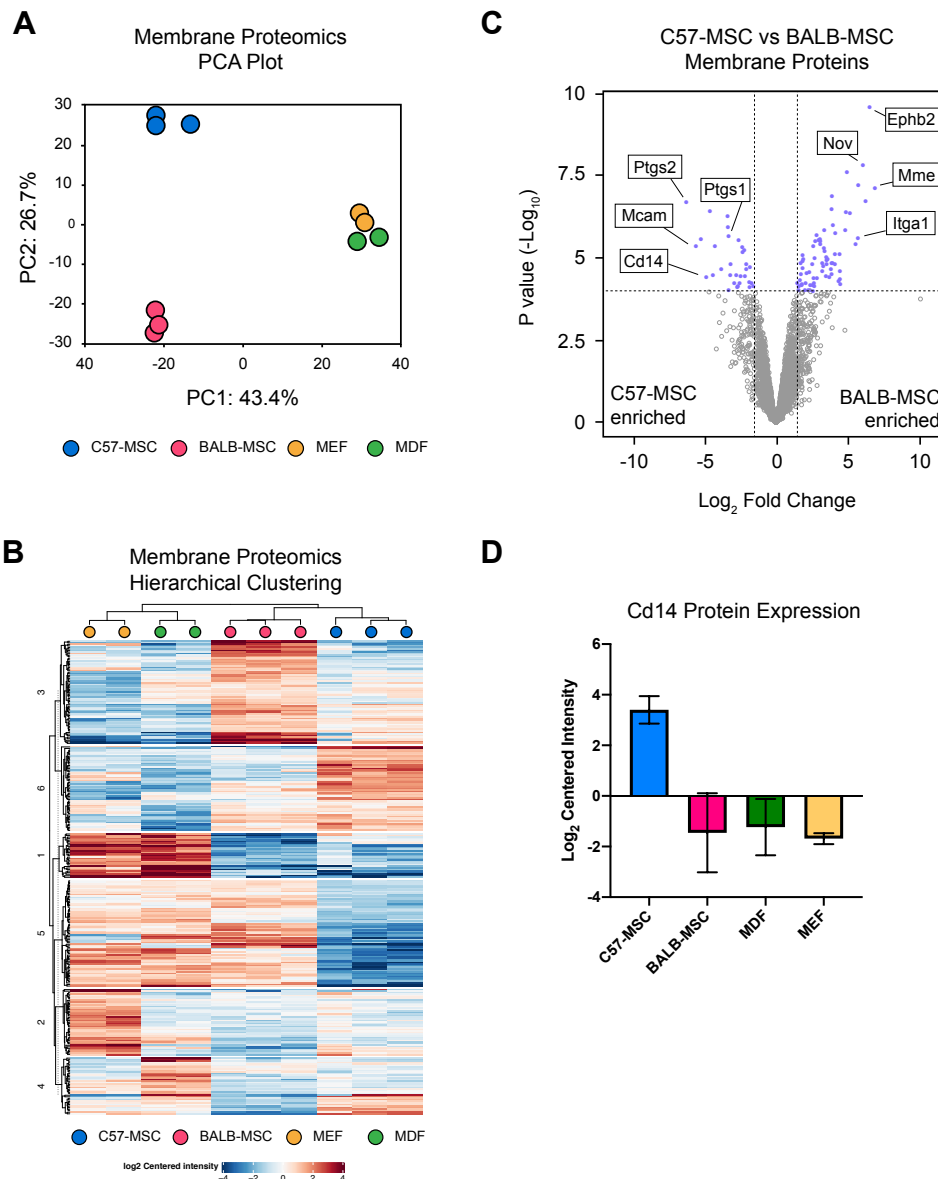 A
Membrane Proteomics
PCA Plot
PC2: 26.7%
30
20
10
0
-10
-20
-30
40
-20
0
20
40
PC1: 43.4%
C57-MSC
BALB-MSC
MEF
MDF
C
C57-MSC vs BALB-MSC
Membrane Proteins
P value (-Log10)
10
7.5
5
2.5
0
Ephb2
Nov
Mme
Itga1
Ptgs2
Ptgs1
Mcam
Cd14
C57-MSC
enriched
BALB-MSC
enriched
-10
-5
0
5
10
Log2 Fold Change
B
Membrane Proteomics
Hierarchical Clustering
3
6
1
5
2
4
C57-MSC
BALB-MSC
MEF
MDF
log2 Centered intensity
-4
-2
0
2
4
D
Cd14 Protein Expression
Log2 Centered Intensity
6
4
2
0
-2
-4
C57-MSC
BALB-MSC
MDF
MEF